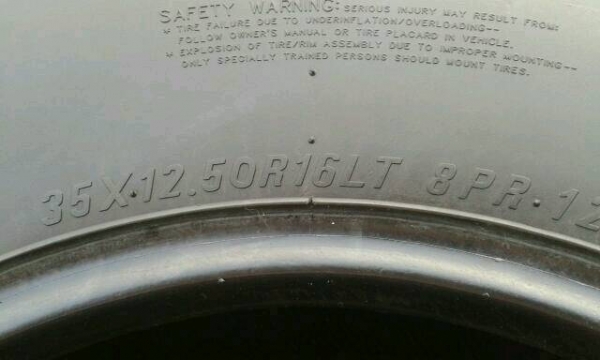 SAFETY WARNING: SERIOUS INJURY MAY RESULT FROM:
* TIRE FAILURE DUE TO UNDERINFLATION/OVERLOADING--
FOLLOW OWNER'S MANUAL OR TIRE PLACARD IN VEHICLE.
* EXPLOSION OF TIRE/RIM ASSEMBLY DUE TO IMPROPER MOUNTING--
ONLY SPECIALLY TRAINED PERSONS SHOULD MOUNT TIRES.
35X12.50R16LT 8PR·12